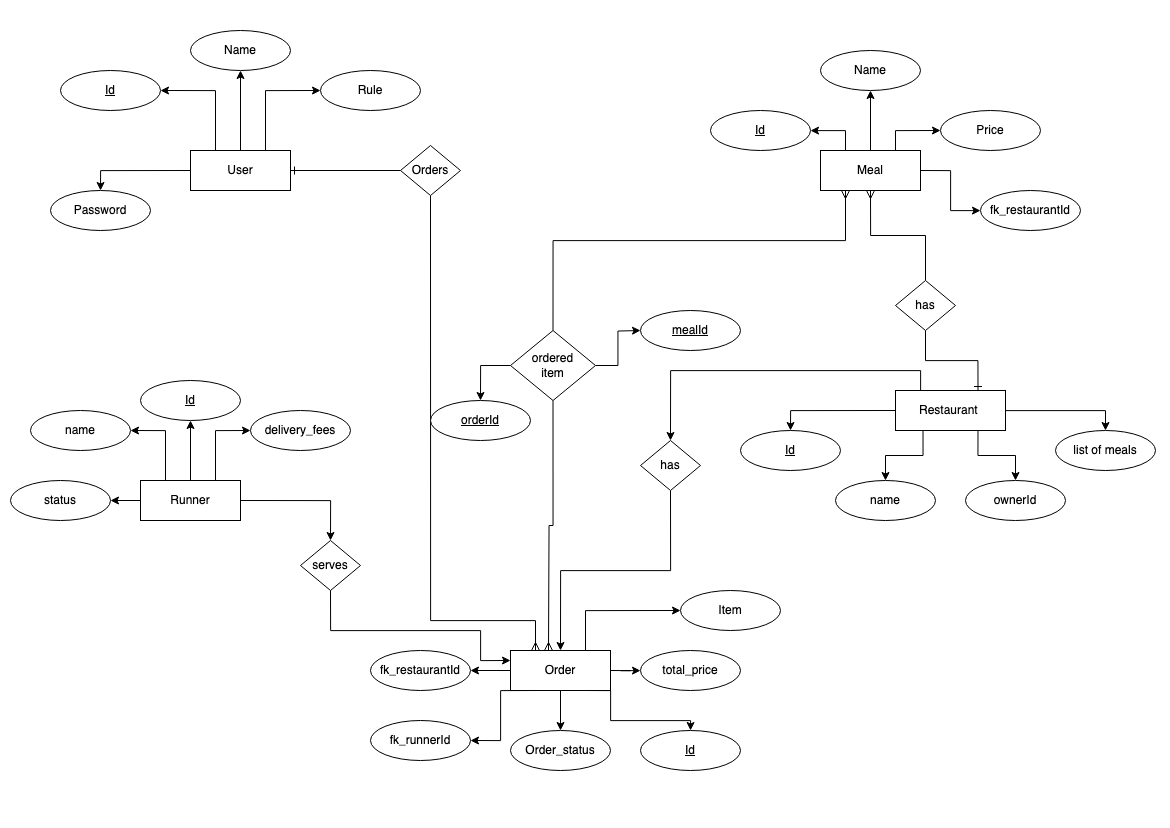 Name
Id
Rule
User
Orders
Password
Name
Id
Price
Meal
fk_restaurantId
has
mealId
ordered
item
orderId
Restaurant
Id
list of meals
name
ownerId
has
Id
name
delivery_fees
status
Runner
serves
Item
fk_restaurantId
Order
total_price
fk_runnerId
Order_status
Id